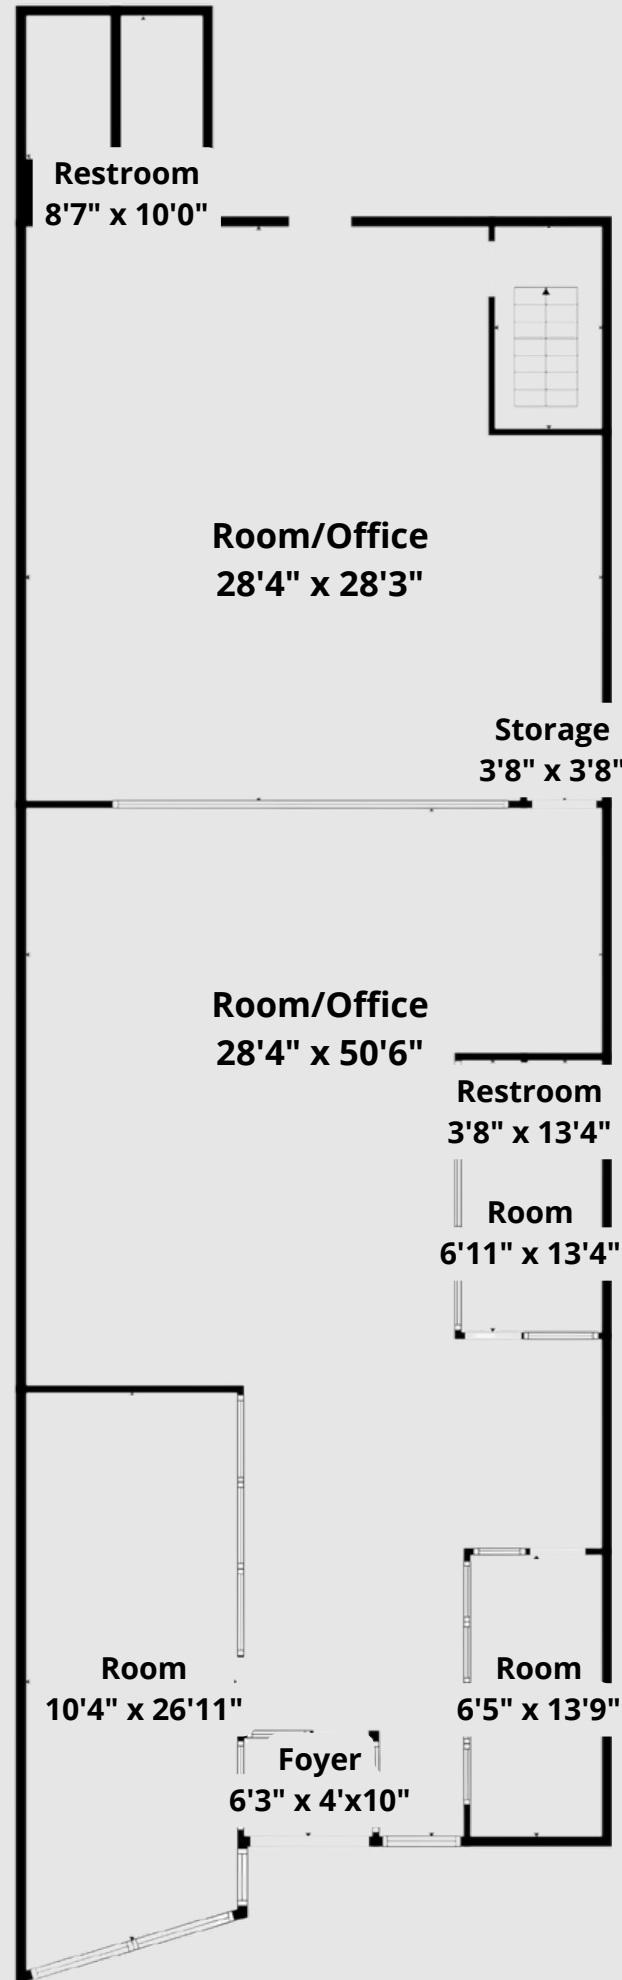 Restroom
8'7" x 10'0"
Room/Office
28'4" x 28'3"
Storage
3'8" x 3'8"
Room/Office
28'4" x 50'6"
Restroom
3'8" x 13'4"
Room
6'11" x 13'4"
Room
10'4" x 26'11"
Room
6'5" x 13'9"
Foyer
6'3" x 4'x10"